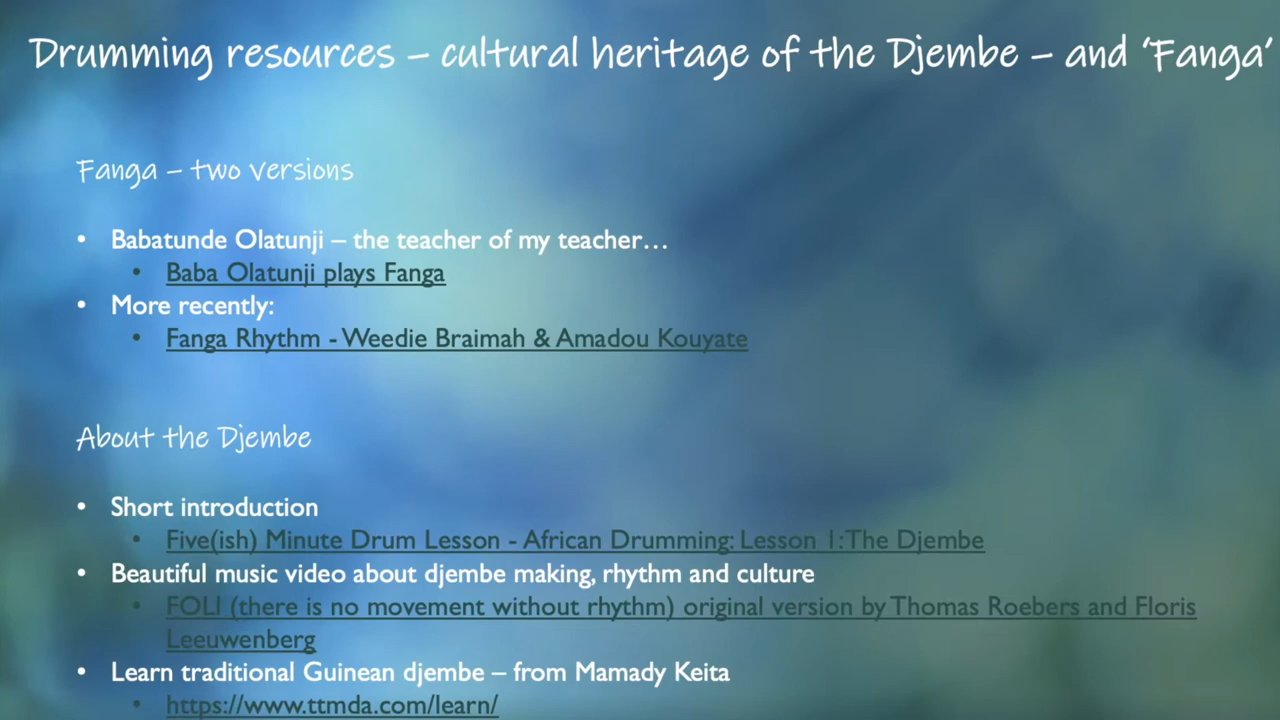 Drumming resources – cultural heritage of the Djembe – and ‘Fanga’
Fanga – two versions
• Babatunde Olatunji – the teacher of my teacher…
• Baba Olatunji plays Fanga
• More recently:
• Fanga Rhythm - Weedie Braimah & Amadou Kouyate
About the Djembe
• Short introduction
• Five(ish) Minute Drum Lesson - African Drumming: Lesson 1: The Djembe
• Beautiful music video about djembe making, rhythm and culture
• FOLI (there is no movement without rhythm) original version by Thomas Roebers and Floris
Leeuwenberg
• Learn traditional Guinean djembe – from Mamady Keita
• https://www.ttmda.com/learn/